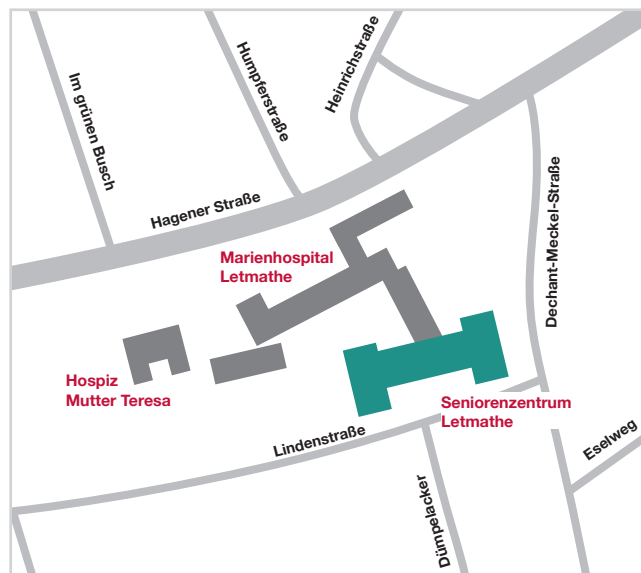 Im grünen Busch
Humpferstraße
Heinrichstraße
Hagener Straße
Dechant-Meckel-Straße
Marienhospital
Letmathe
Hospiz
Mutter Teresa
Seniorenzentrum
Letmathe
Lindenstraße
Eselweg
Dümpelacker